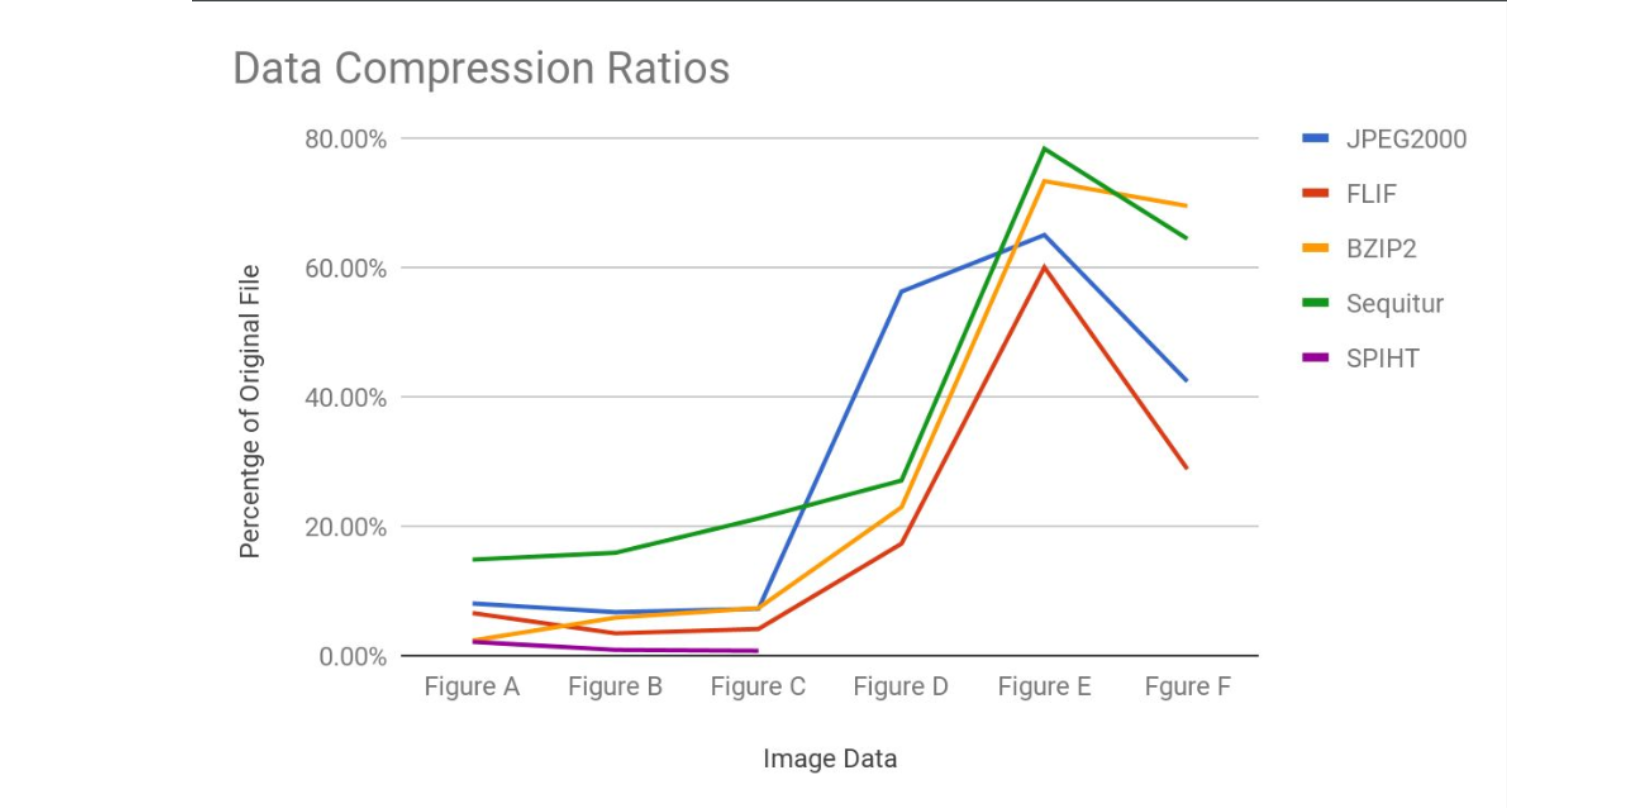 Data Compression Ratios
80.00%
60.00%
40.00%
20.00%
0.00%
Percentge of Original File
Figure A
Figure B
Figure C
Figure D
Figure E
Fgure F
Image Data
JPEG2000
FLIF
BZIP2
Sequitur
SPIHT